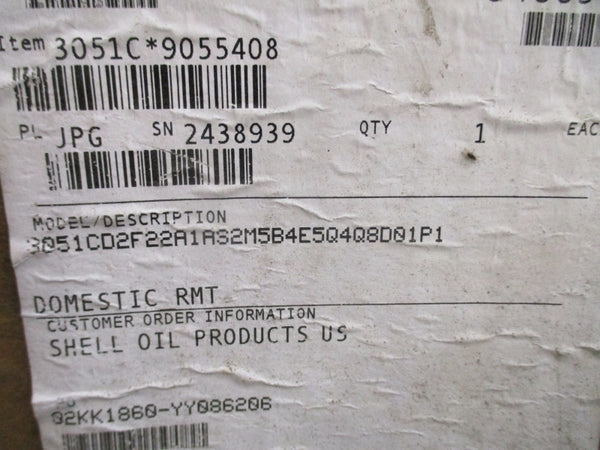 Item 3051C*9055408
PL JPG SN 2438939 QTY 1 EAC
MODEL/DESCRIPTION
3051CD2F22A1AS2M5B4E5Q4Q8D01P1
DOMESTIC RMT
CUSTOMER ORDER INFORMATION
SHELL OIL PRODUCTS US
02KK1860-YY086206